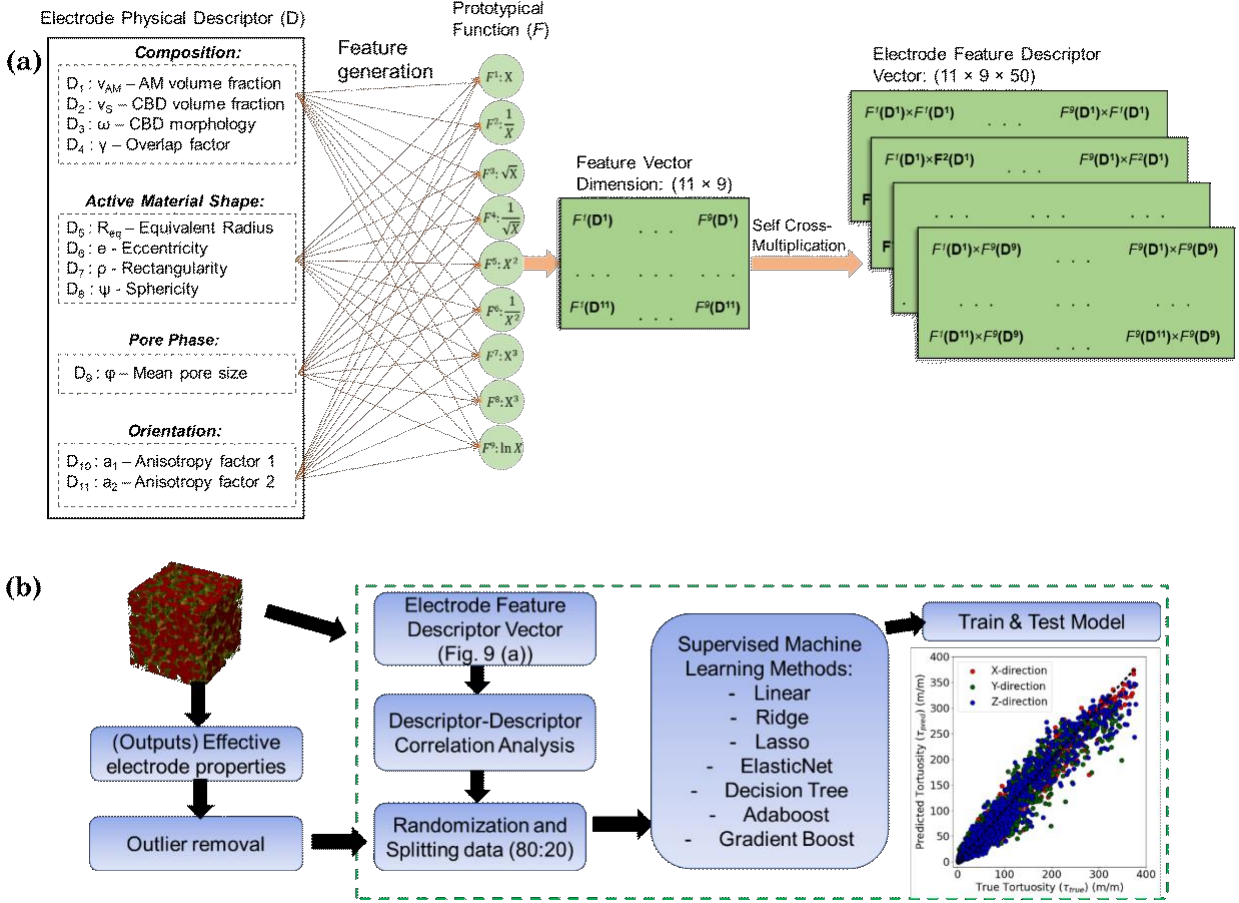 (a)
Electrode Physical Descriptor (D)
Composition:
D₁ : v_AM – AM volume fraction
D₂ : v_S – CBD volume fraction
D₃ : ω – CBD morphology
D₄ : γ – Overlap factor
Active Material Shape:
D₅ : R_eq – Equivalent Radius
D₆ : e - Eccentricity
D₇ : ρ - Rectangularity
D₈ : ψ - Sphericity
Pore Phase:
D₉ : φ – Mean pore size
Orientation:
D₁₀ : a₁ – Anisotropy factor 1
D₁₁ : a₂ – Anisotropy factor 2
Feature
generation
Prototypical
Function (F)
F¹: X
F²: 1/X
F³: √X
F⁴: 1/√X
F⁵: X²
F⁶: 1/X²
F⁷: X³
F⁸: X³
F⁹: ln X
Feature Vector
Dimension: (11 × 9)
F¹(D¹) . . . F⁹(D¹)
. . . . . . . . .
F¹(D¹¹) . . . F⁹(D¹¹)
Self Cross-
Multiplication
Electrode Feature Descriptor
Vector: (11 × 9 × 50)
F¹(D¹)×F¹(D¹) . . . F⁹(D¹)×F¹(D¹)
F¹(D¹)×F²(D¹) . . . F⁹(D¹)×F²(D¹)
. . . . . . . . .
F¹(D¹)×F⁹(D⁹) . . . F⁹(D¹)×F⁹(D⁹)
. . . . . . . . .
F¹(D¹¹)×F⁹(D⁹) . . . F⁹(D¹¹)×F⁹(D⁹)
(b)
(Outputs) Effective
electrode properties
Outlier removal
Electrode Feature
Descriptor Vector
(Fig. 9 (a))
Descriptor-Descriptor
Correlation Analysis
Randomization and
Splitting data (80:20)
Supervised Machine
Learning Methods:
- Linear
- Ridge
- Lasso
- ElasticNet
- Decision Tree
- Adaboost
- Gradient Boost
Train & Test Model
Predicted Tortuosity (τ_pred) (m/m)
400
350
300
250
200
150
100
50
0
X-direction
Y-direction
Z-direction
0 100 200 300 400
True Tortuosity (τ_true) (m/m)